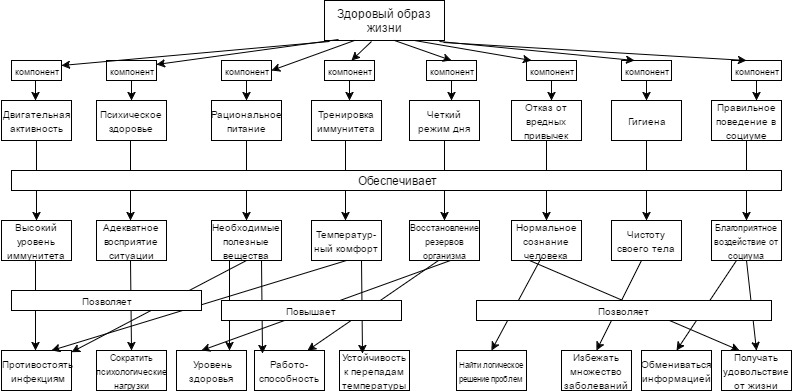 Здоровый образ
жизни
компонент компонент компонент компонент компонент компонент компонент компонент
Двигательная
активность
Психическое
здоровье
Рациональное
питание
Тренировка
иммунитета
Четкий
режим дня
Отказ от
вредных
привычек
Гигиена
Правильное
поведение в
социуме
Обеспечивает
Высокий
уровень
иммунитета
Адекватное
восприятие
ситуации
Необходимые
полезные
вещества
Температур-
ный комфорт
Восстановление
резервов
организма
Нормальное
сознание
человека
Чистоту
своего тела
Благоприятное
воздействие от
социума
Позволяет
Повышает
Позволяет
Противостоять
инфекциям
Сократить
психологические
нагрузки
Уровень
здоровья
Работо-
способность
Устойчивость
к перепадам
температуры
Найти логическое
решение проблем
Избежать
множество
заболеваний
Обмениваться
информацией
Получать
удовольствие
от жизни